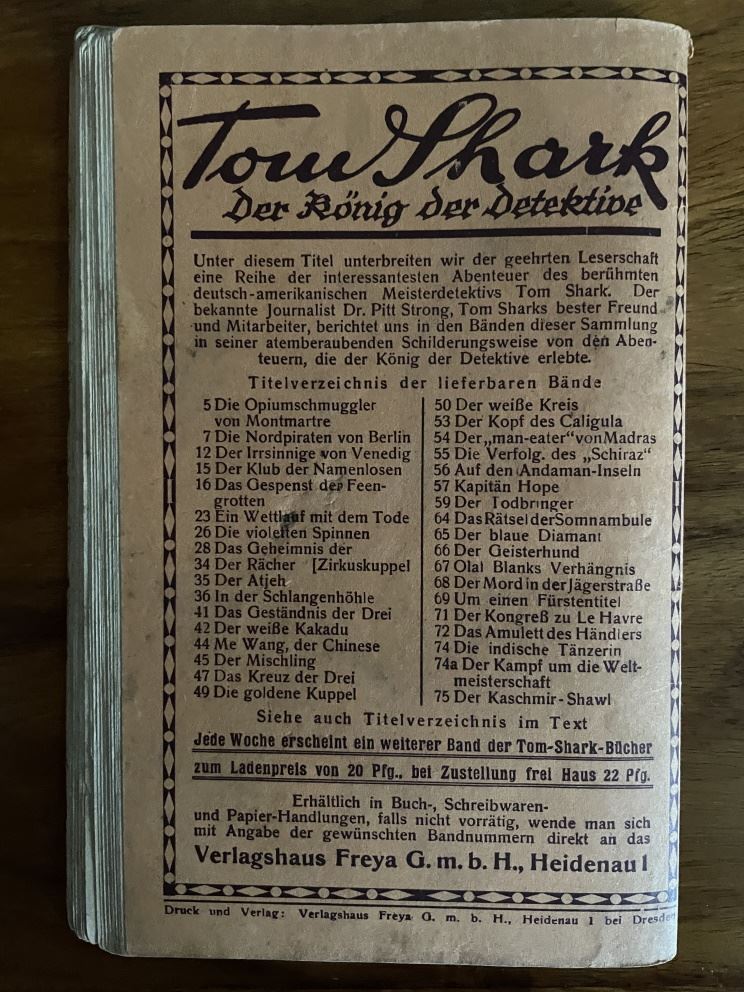 Tom Shark
Der König der Detektive
Unter diesem Titel unterbreiten wir der geehrten Leserschaft
eine Reihe der interessantesten Abenteuer des berühmten
deutsch-amerikanischen Meisterdetektivs Tom Shark. Der
bekannte Journalist Dr. Pitt Strong, Tom Sharks bester Freund
und Mitarbeiter, berichtet uns in den Bänden dieser Sammlung
in seiner atemberaubenden Schilderungsweise von den Aben-
teuern, die der König der Detektive erlebte.
Titelverzeichnis der lieferbaren Bände
5 Die Opiumschmuggler
von Montmartre
7 Die Nordpiraten von Berlin
12 Der Irrsinnige von Venedig
15 Der Klub der Namenlosen
16 Das Gespenst der Feen-
grotten
23 Ein Wettlauf mit dem Tode
26 Die violetten Spinnen
28 Das Geheimnis der
34 Der Rächer [Zirkuskuppel
35 Der Atjeh
36 In der Schlangenhöhle
41 Das Geständnis der Drei
42 Der weiße Kakadu
44 Me Wang, der Chinese
45 Der Mischling
47 Das Kreuz der Drei
49 Die goldene Kuppel
50 Der weiße Kreis
53 Der Kopf des Caligula
54 Der „man-eater“ von Madras
55 Die Verfolg. des „Schiraz“
56 Auf den Andaman-Inseln
57 Kapitän Hope
59 Der Todbringer
64 Das Rätsel der Somnambule
65 Der blaue Diamant
66 Der Geisterhund
67 Olal Blanks Verhängnis
68 Der Mord in der Jägerstraße
69 Um einen Fürstentitel
71 Der Kongreß zu Le Havre
72 Das Amulett des Händlers
74 Die indische Tänzerin
74a Der Kampf um die Welt-
meisterschaft
75 Der Kaschmir-Shawl
Siehe auch Titelverzeichnis im Text
Jede Woche erscheint ein weiterer Band der Tom-Shark-Bücher
zum Ladenpreis von 20 Pfg., bei Zustellung frei Haus 22 Pfg.
Erhältlich in Buch-, Schreibwaren-
und Papier-Handlungen, falls nicht vorrätig, wende man sich
mit Angabe der gewünschten Bandnummern direkt an das
Verlagshaus Freya G. m. b. H., Heidenau 1
Druck und Verlag: Verlagshaus Freya G. m. b. H., Heidenau 1 bei Dresden